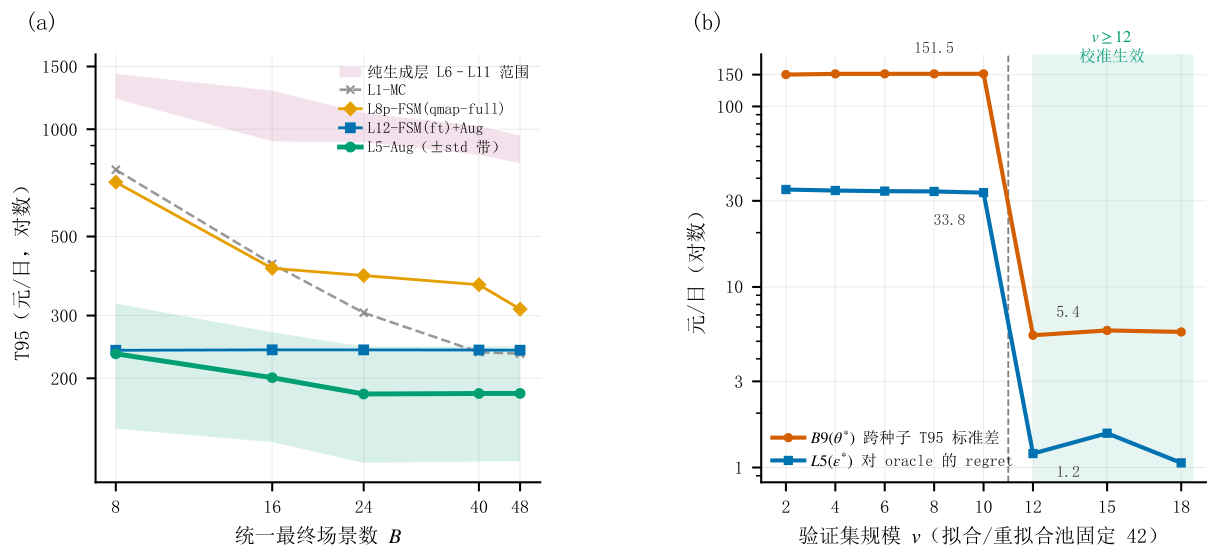 (a)
T95（元/日, 对数）
1500
1000
500
300
200
8
16
24
40
48
统一最终场景数 B
纯生成层 L6–L11 范围
L1-MC
L8p-FSM(qmap-full)
L12-FSM(ft)+Aug
L5-Aug（±std 带）
(b)
元/日（对数）
150
100
30
10
3
1
2
4
6
8
10
12
15
18
验证集规模 v（拟合/重拟合池固定 42）
151.5
33.8
5.4
1.2
v≥12
校准生效
B9(θ*) 跨种子 T95 标准差
L5(ε*) 对 oracle 的 regret